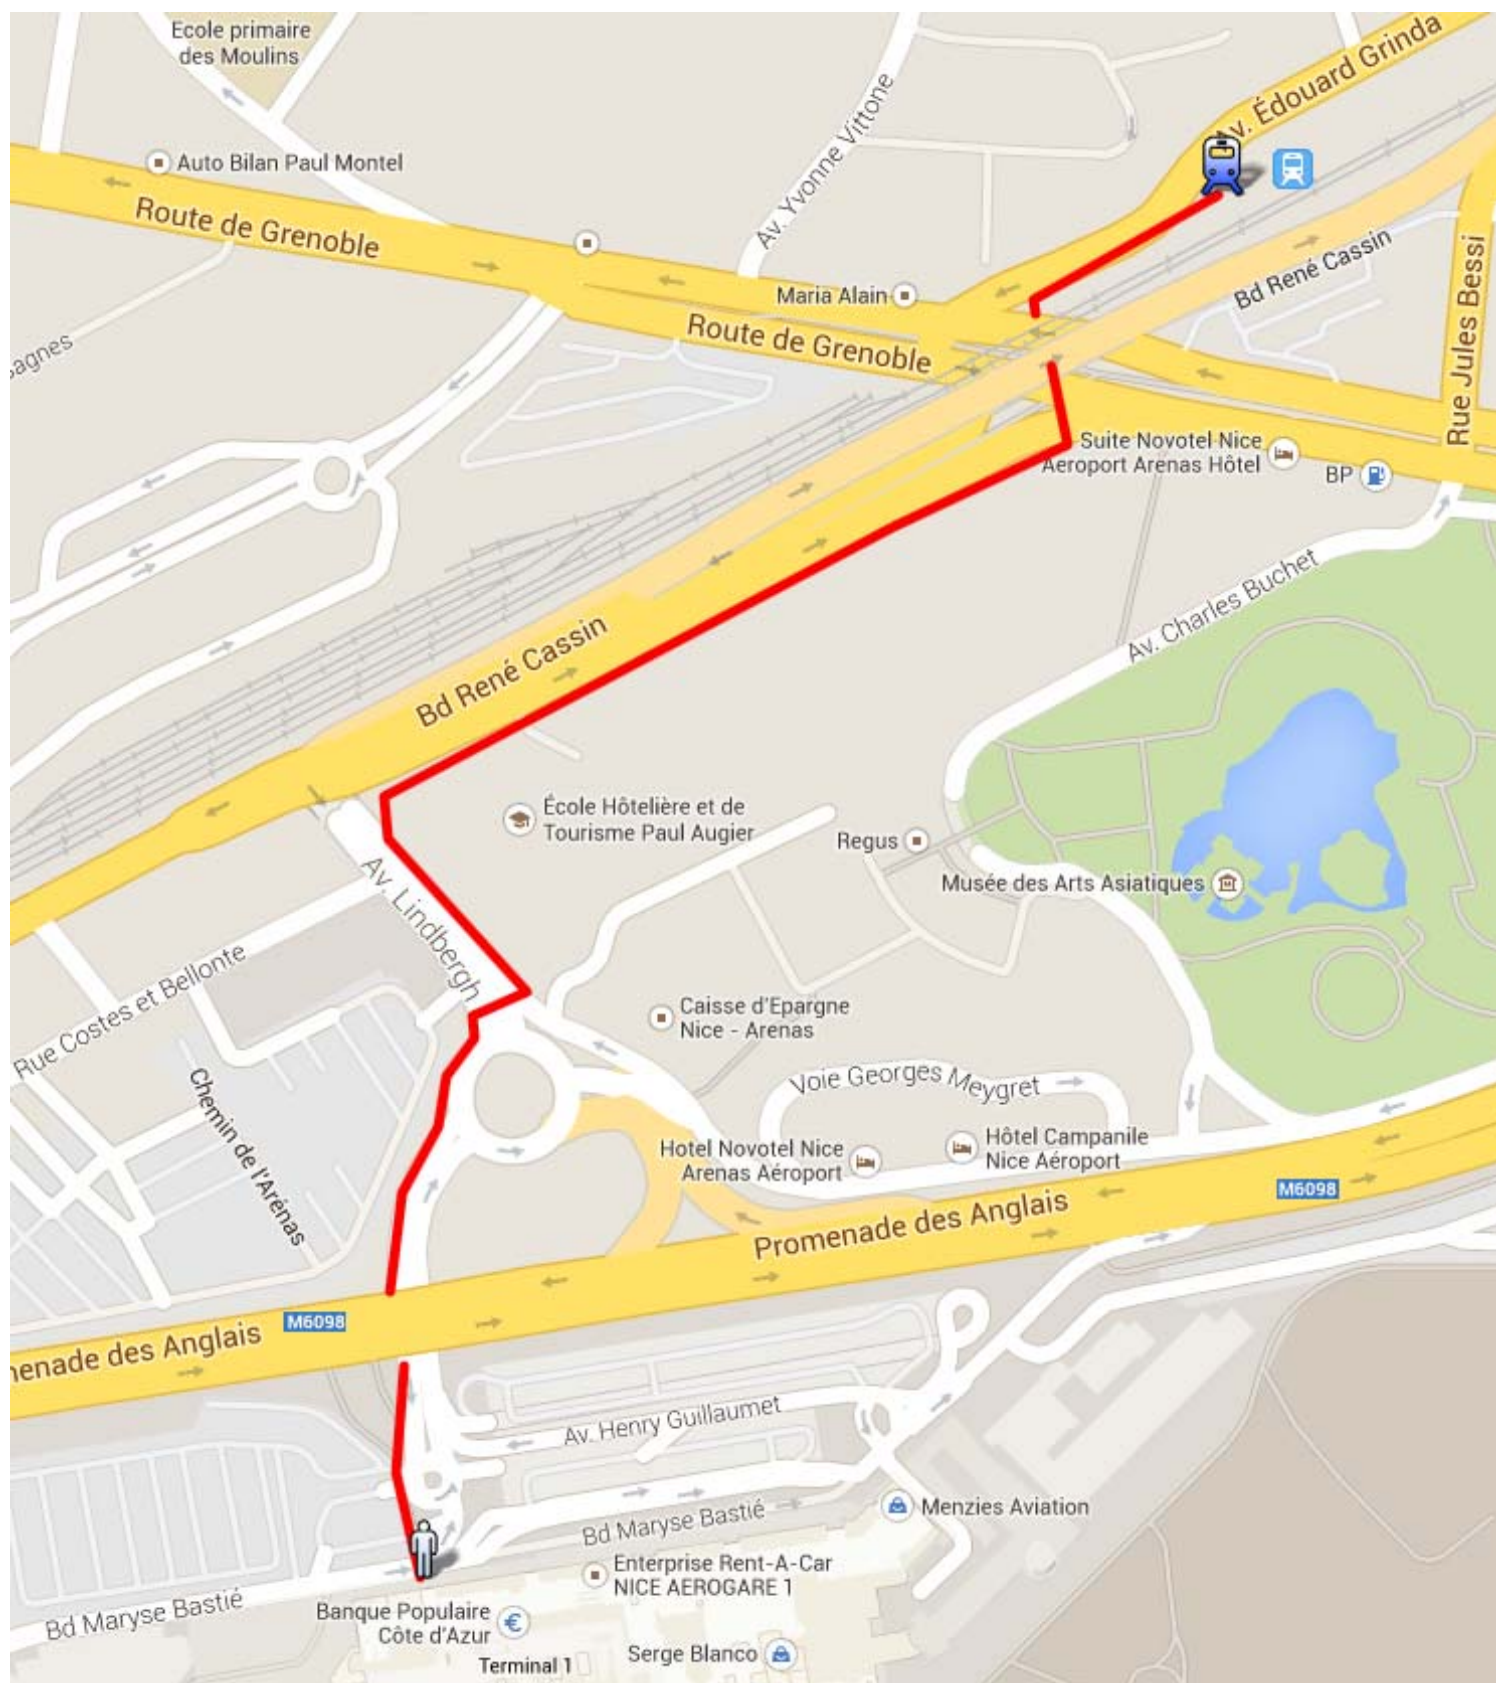 Ecole primaire
des Moulins
Av. Édouard Grinda
Av. Yvonne Vittone
Auto Bilan Paul Montel
Route de Grenoble
Bd René Cassin
Maria Alain
Route de Grenoble
Rue Jules Bessi
agnes
Suite Novotel Nice
Aeroport Arenas Hôtel
BP
Av. Charles Buchet
Bd René Cassin
École Hôtelière et de
Tourisme Paul Augier
Regus
Musée des Arts Asiatiques
Av. Lindbergh
Rue Costes et Bellonte
Caisse d'Epargne
Nice - Arenas
Voie Georges Meygret
Chemin de l'Arénas
Hotel Novotel Nice
Arenas Aéroport
Hôtel Campanile
Nice Aéroport
M6098
Promenade des Anglais
M6098
enade des Anglais
Av. Henry Guillaumet
Menzies Aviation
Bd Maryse Bastié
Enterprise Rent-A-Car
NICE AEROGARE 1
Bd Maryse Bastié
Banque Populaire
Côte d'Azur
€
Serge Blanco
Terminal 1